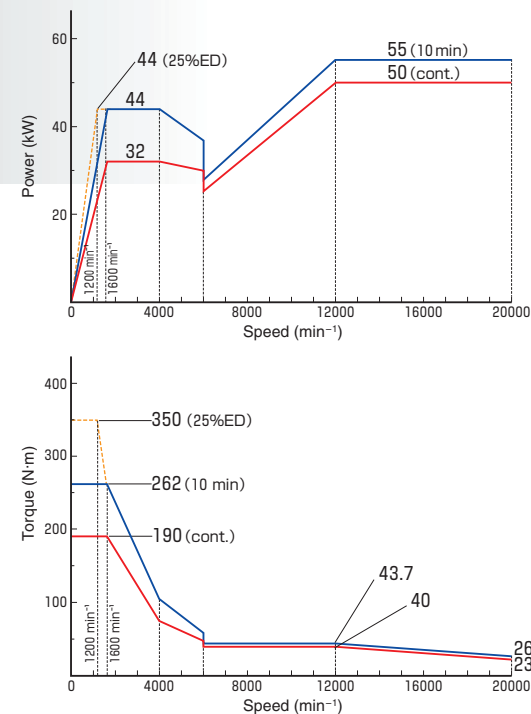 60
55 (10 min)
44 (25%ED)
50 (cont.)
44
40
32
Power (kW)
20
1200 min⁻¹
1600 min⁻¹
0 4000 8000 12000 16000 20000
Speed (min⁻¹)
400
350 (25%ED)
300
262 (10 min)
Torque (N·m)
200
190 (cont.)
43.7
100
40
1200 min⁻¹
1600 min⁻¹
26
23
0 4000 8000 12000 16000 20000
Speed (min⁻¹)